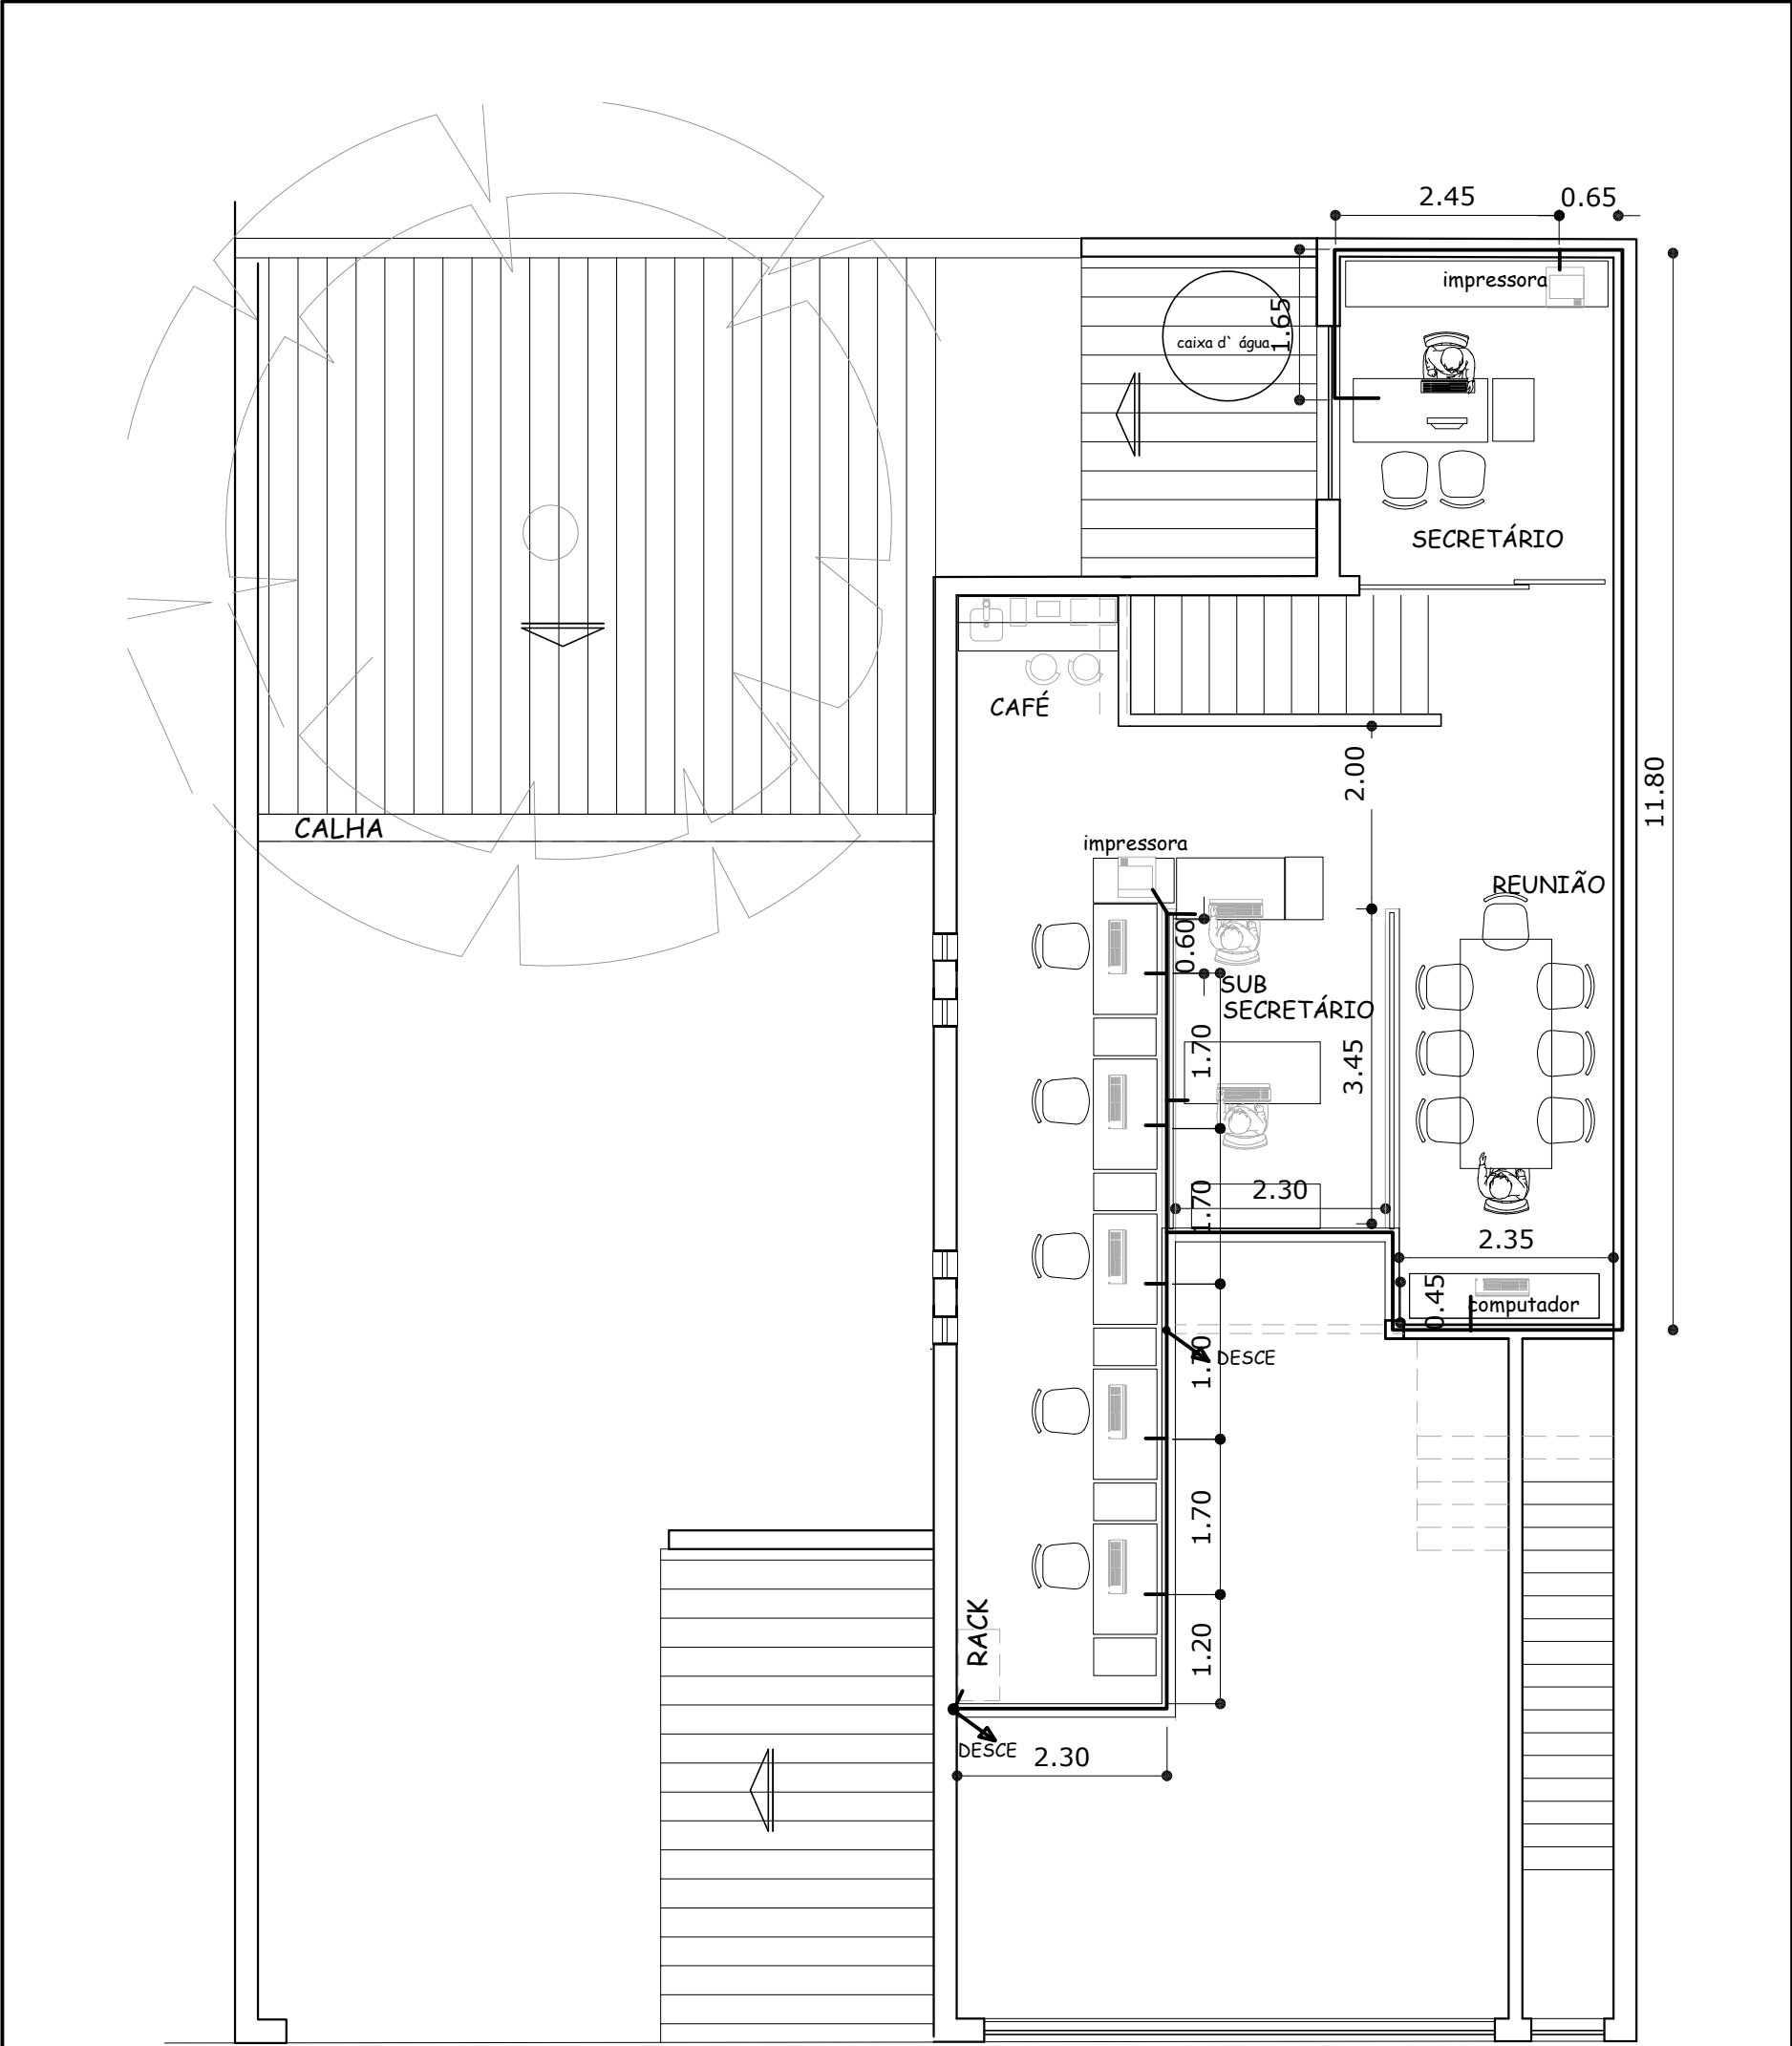 2.45
0.65
impressora
1.65
caixa d` água
SECRETÁRIO
CAFÉ
2.00
11.80
CALHA
impressora
REUNIÃO
0.60
SUB
SECRETÁRIO
1.70
3.45
1.70
2.30
2.35
0.45
computador
1.70
DESCE
1.70
RACK
1.20
DESCE
2.30